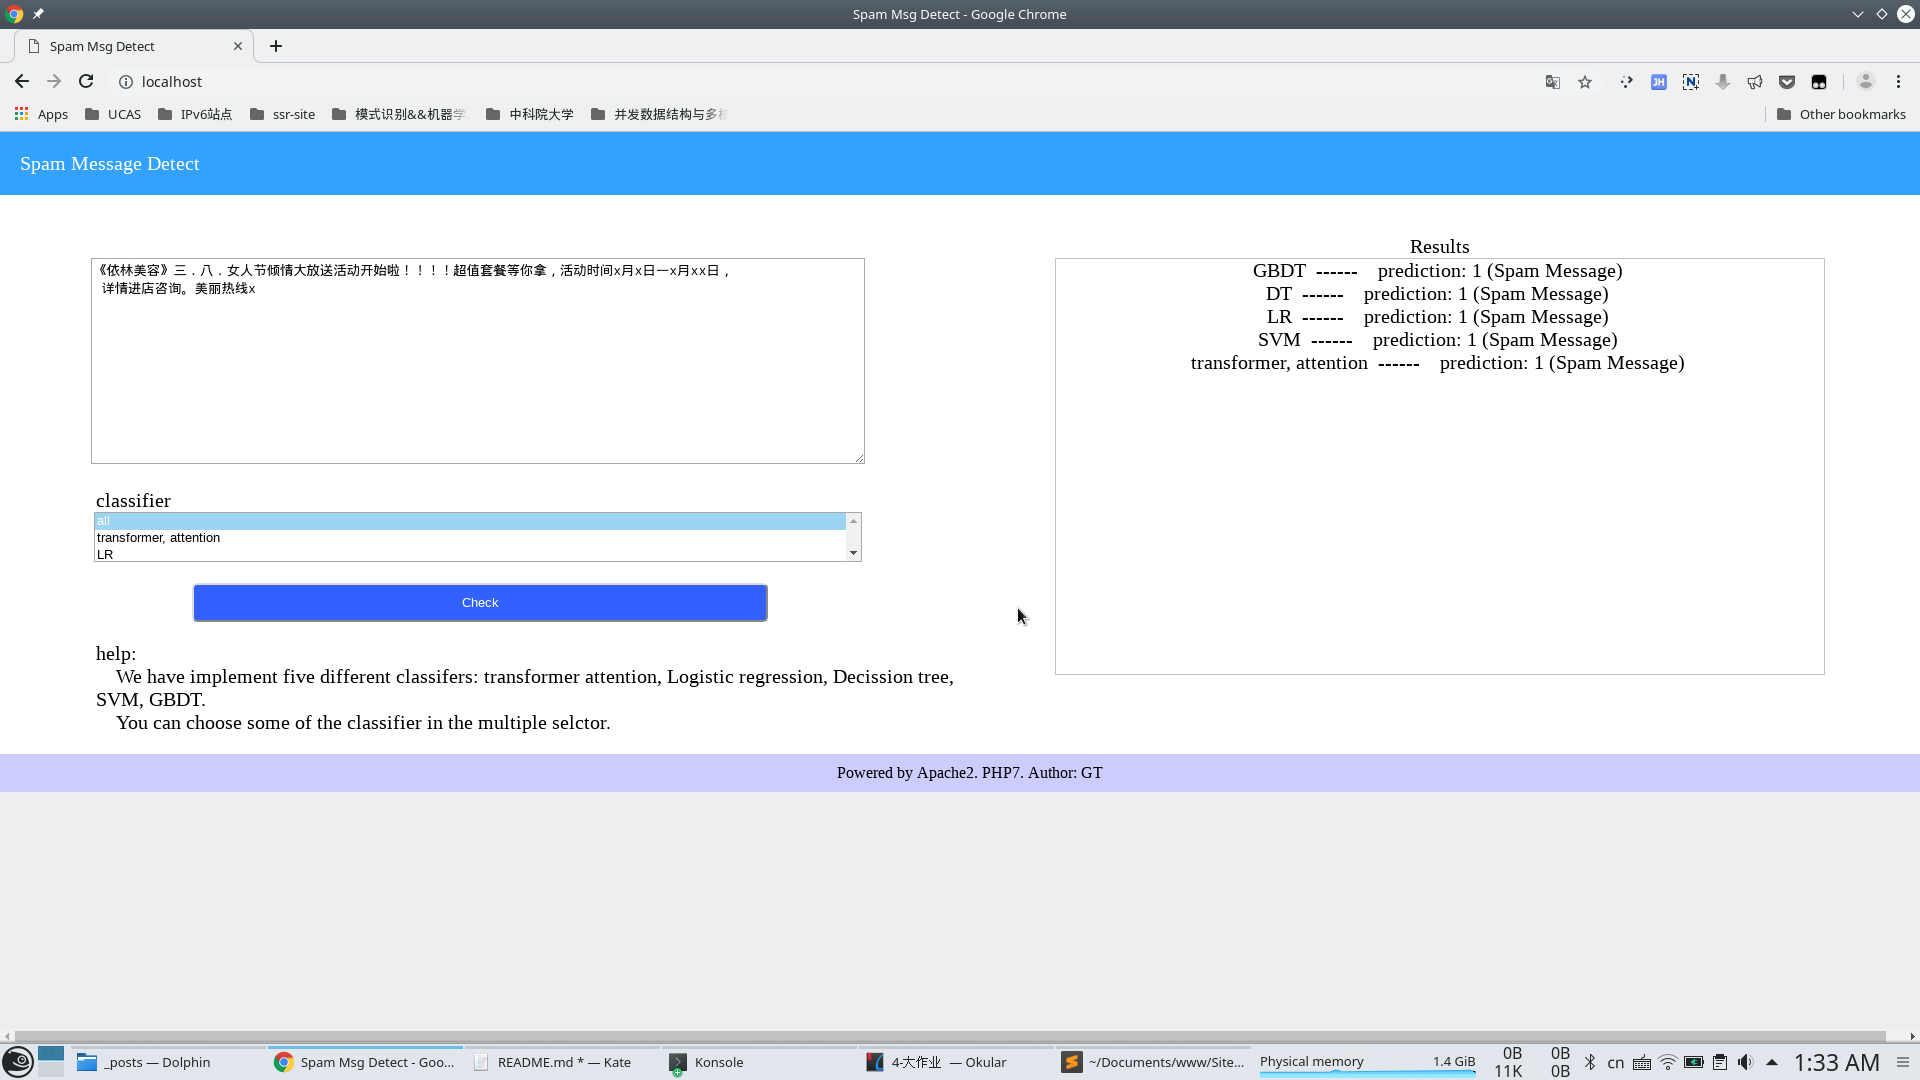 Spam Msg Detect - Google Chrome
Spam Msg Detect
localhost
Apps UCAS IPv6站点 ssr-site 模式识别&&机器学 中科院大学 并发数据结构与多 Other bookmarks
Spam Message Detect
《依林美容》三．八．女人节倾情大放送活动开始啦！！！！超值套餐等你拿，活动时间x月x日一x月xx日，
详情进店咨询。美丽热线x
classifier
all
transformer, attention
LR
Check
help:
We have implement five different classifers: transformer attention, Logistic regression, Decission tree,
SVM, GBDT.
You can choose some of the classifier in the multiple selctor.
Results
GBDT ------ prediction: 1 (Spam Message)
DT ------ prediction: 1 (Spam Message)
LR ------ prediction: 1 (Spam Message)
SVM ------ prediction: 1 (Spam Message)
transformer, attention ------ prediction: 1 (Spam Message)
Powered by Apache2. PHP7. Author: GT
_posts — Dolphin
Spam Msg Detect - Goo...
README.md * — Kate
Konsole
4-大作业 — Okular
~/Documents/www/Site...
Physical memory 1.4 GiB
0B 0B
11K 0B
cn
1:33 AM